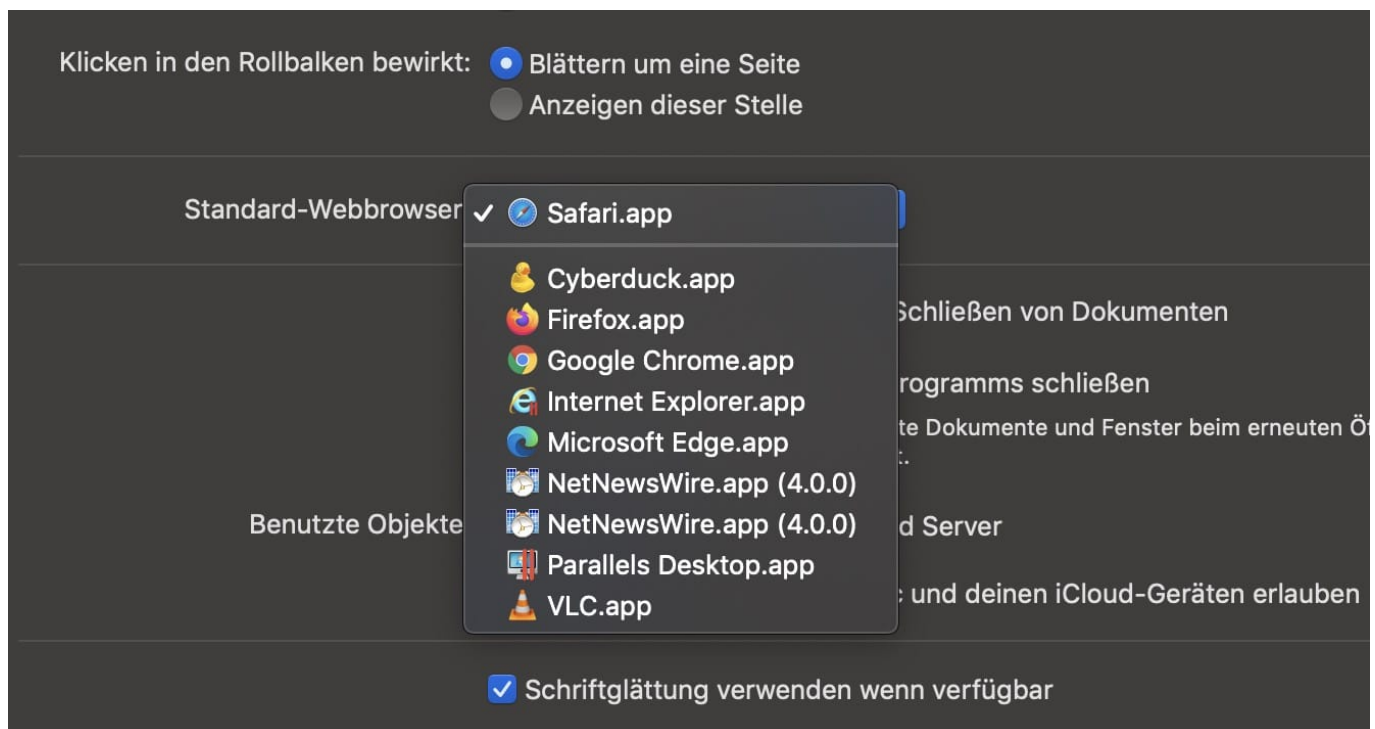 Klicken in den Rollbalken bewirkt: Blättern um eine Seite
Anzeigen dieser Stelle
Standard-Webbrowser Safari.app
Cyberduck.app
Schließen von Dokumenten
Firefox.app
Google Chrome.app
rogramms schließen
Internet Explorer.app
te Dokumente und Fenster beim erneuten Ö
Microsoft Edge.app
NetNewsWire.app (4.0.0)
Benutzte Objekte NetNewsWire.app (4.0.0) d Server
Parallels Desktop.app
und deinen iCloud-Geräten erlauben
VLC.app
Schriftglättung verwenden wenn verfügbar